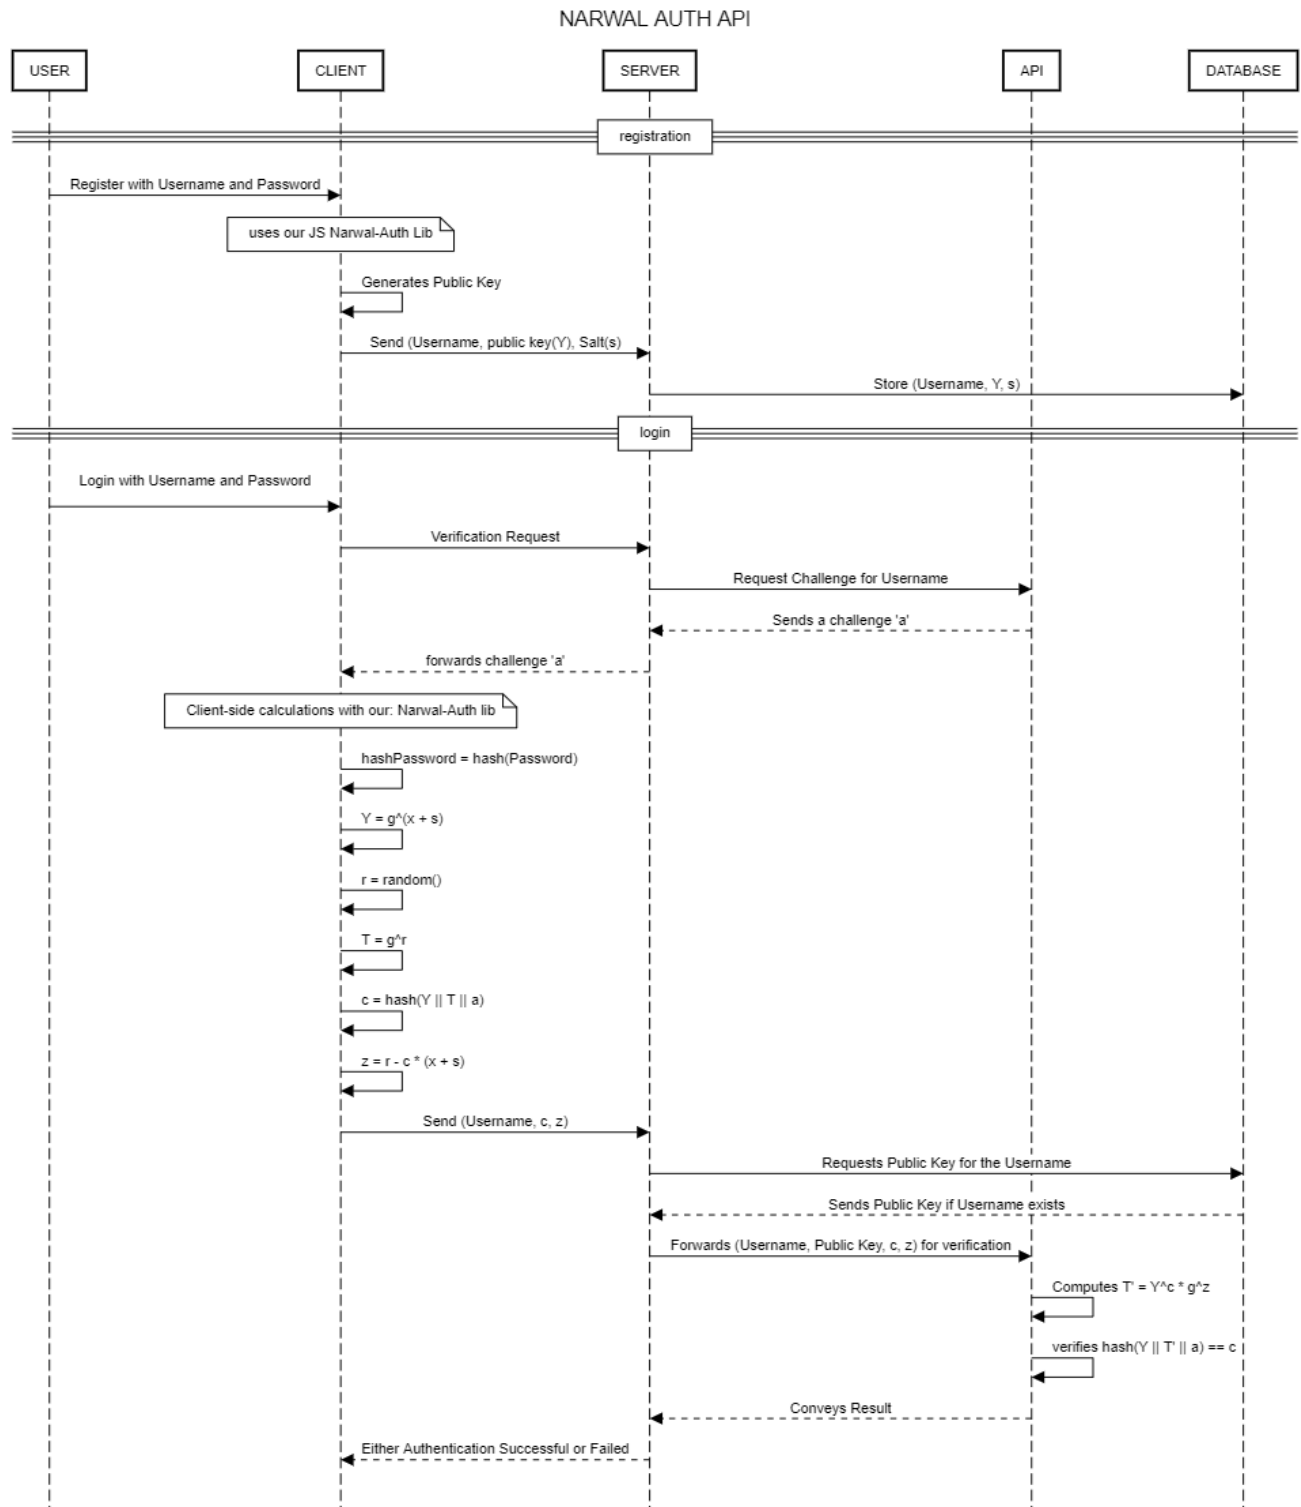 NARWAL AUTH API
USER
CLIENT
SERVER
API
DATABASE
registration
Register with Username and Password
uses our JS Narwal-Auth Lib
Generates Public Key
Send (Username, public key(Y), Salt(s)
Store (Username, Y, s)
login
Login with Username and Password
Verification Request
Request Challenge for Username
Sends a challenge 'a'
forwards challenge 'a'
Client-side calculations with our: Narwal-Auth lib
hashPassword = hash(Password)
Y = g^(x + s)
r = random()
T = g^r
c = hash(Y || T || a)
z = r - c * (x + s)
Send (Username, c, z)
Requests Public Key for the Username
Sends Public Key if Username exists
Forwards (Username, Public Key, c, z) for verification
Computes T' = Y^c * g^z
verifies hash(Y || T' || a) == c
Conveys Result
Either Authentication Successful or Failed